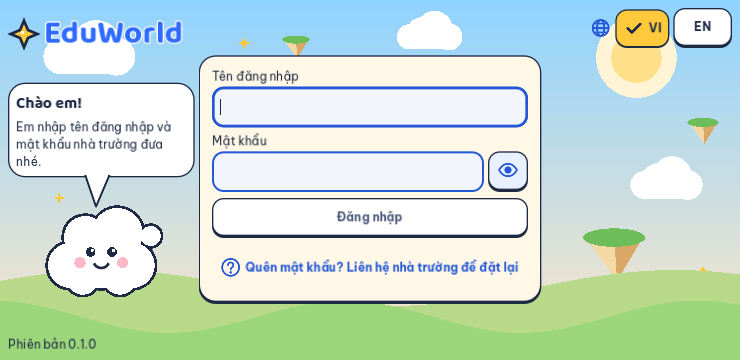 EduWorld
VI
EN
Chào em!
Em nhập tên đăng nhập và
mật khẩu nhà trường đưa
nhé.
Tên đăng nhập
Mật khẩu
Đăng nhập
Quên mật khẩu? Liên hệ nhà trường để đặt lại
Phiên bản 0.1.0